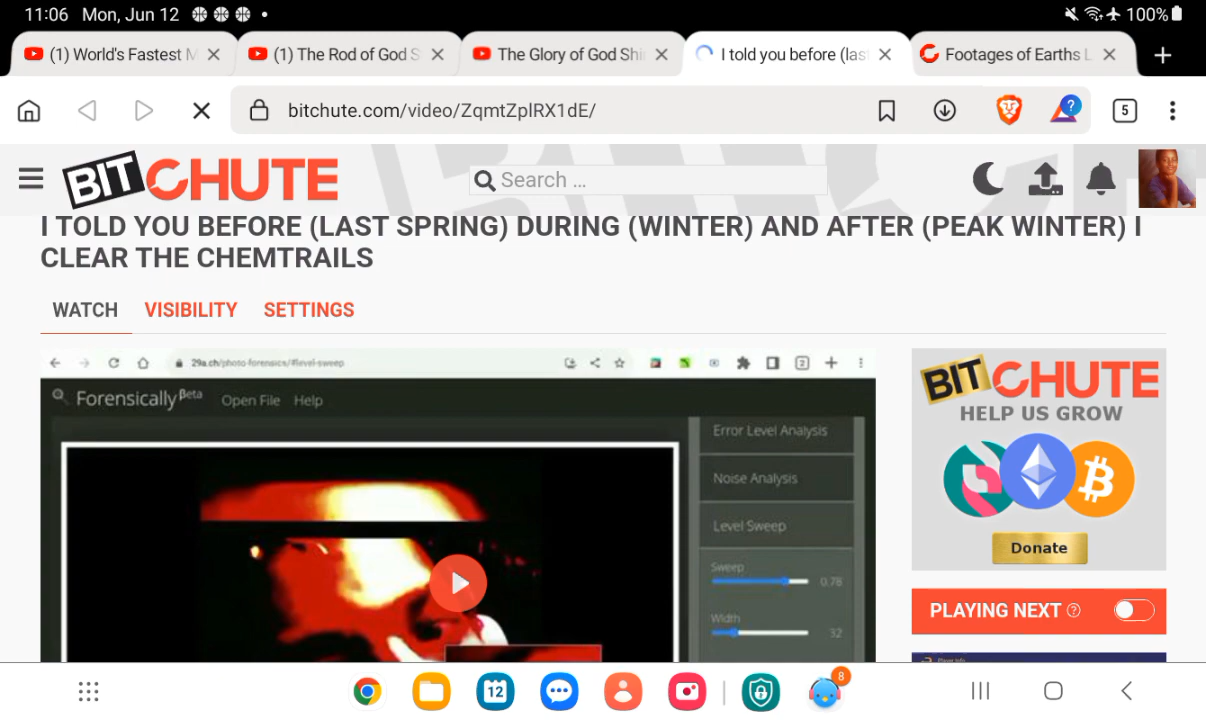 11:06 Mon, Jun 12
100%
(1) World's Fastest M
(1) The Rod of God S
The Glory of God Shir
I told you before (las
Footages of Earths L
bitchute.com/video/ZqmtZplRX1dE/
?
5
BITCHUTE
Search ...
I TOLD YOU BEFORE (LAST SPRING) DURING (WINTER) AND AFTER (PEAK WINTER) I
CLEAR THE CHEMTRAILS
WATCH VISIBILITY SETTINGS
29a.ch/photo-forensics/#level-sweep
2
Forensically Beta Open File Help
Error Level Analysis
Noise Analysis
Level Sweep
Sweep
0.78
Width
32
BITCHUTE
HELP US GROW
Donate
PLAYING NEXT ?
12
8